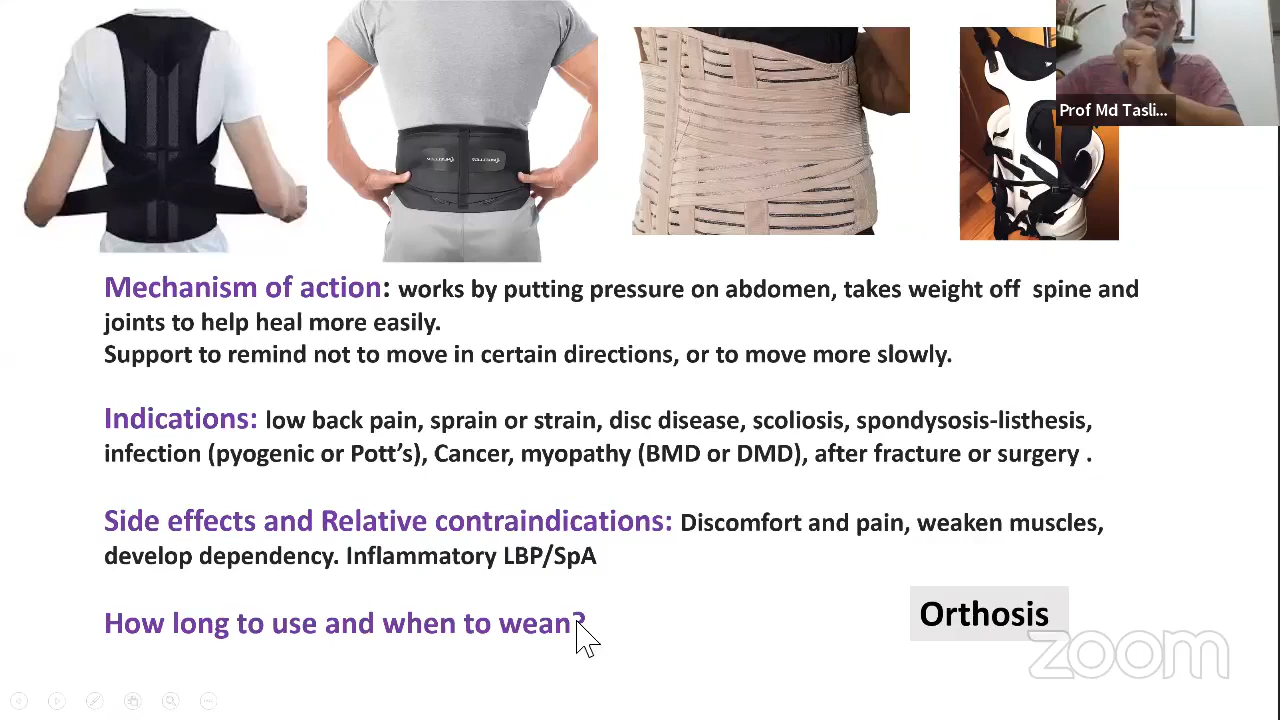 Prof Md Tasli...
Mechanism of action: works by putting pressure on abdomen, takes weight off spine and
joints to help heal more easily.
Support to remind not to move in certain directions, or to move more slowly.
Indications: low back pain, sprain or strain, disc disease, scoliosis, spondysosis-listhesis,
infection (pyogenic or Pott’s), Cancer, myopathy (BMD or DMD), after fracture or surgery .
Side effects and Relative contraindications: Discomfort and pain, weaken muscles,
develop dependency. Inflammatory LBP/SpA
How long to use and when to wean?
Orthosis
zoom